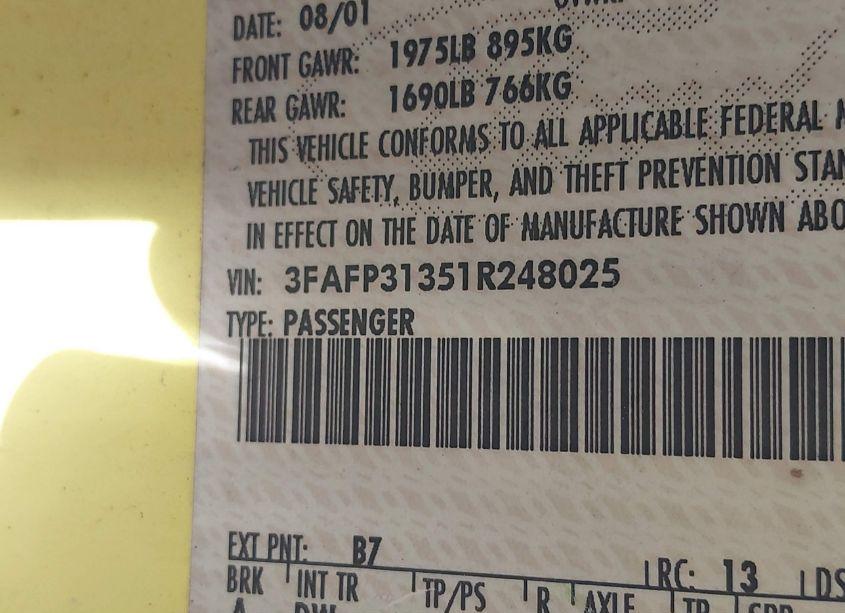 DATE: 08/01
FRONT GAWR: 1975LB 895KG
REAR GAWR: 1690LB 766KG
THIS VEHICLE CONFORMS TO ALL APPLICABLE FEDERAL
VEHICLE SAFETY, BUMPER, AND THEFT PREVENTION STAN
IN EFFECT ON THE DATE OF MANUFACTURE SHOWN ABO
VIN: 3FAFP31351R248025
TYPE: PASSENGER
EXT PNT: B7 RC: 13 DS
BRK INT TR TP/PS R AXLE TR SPR